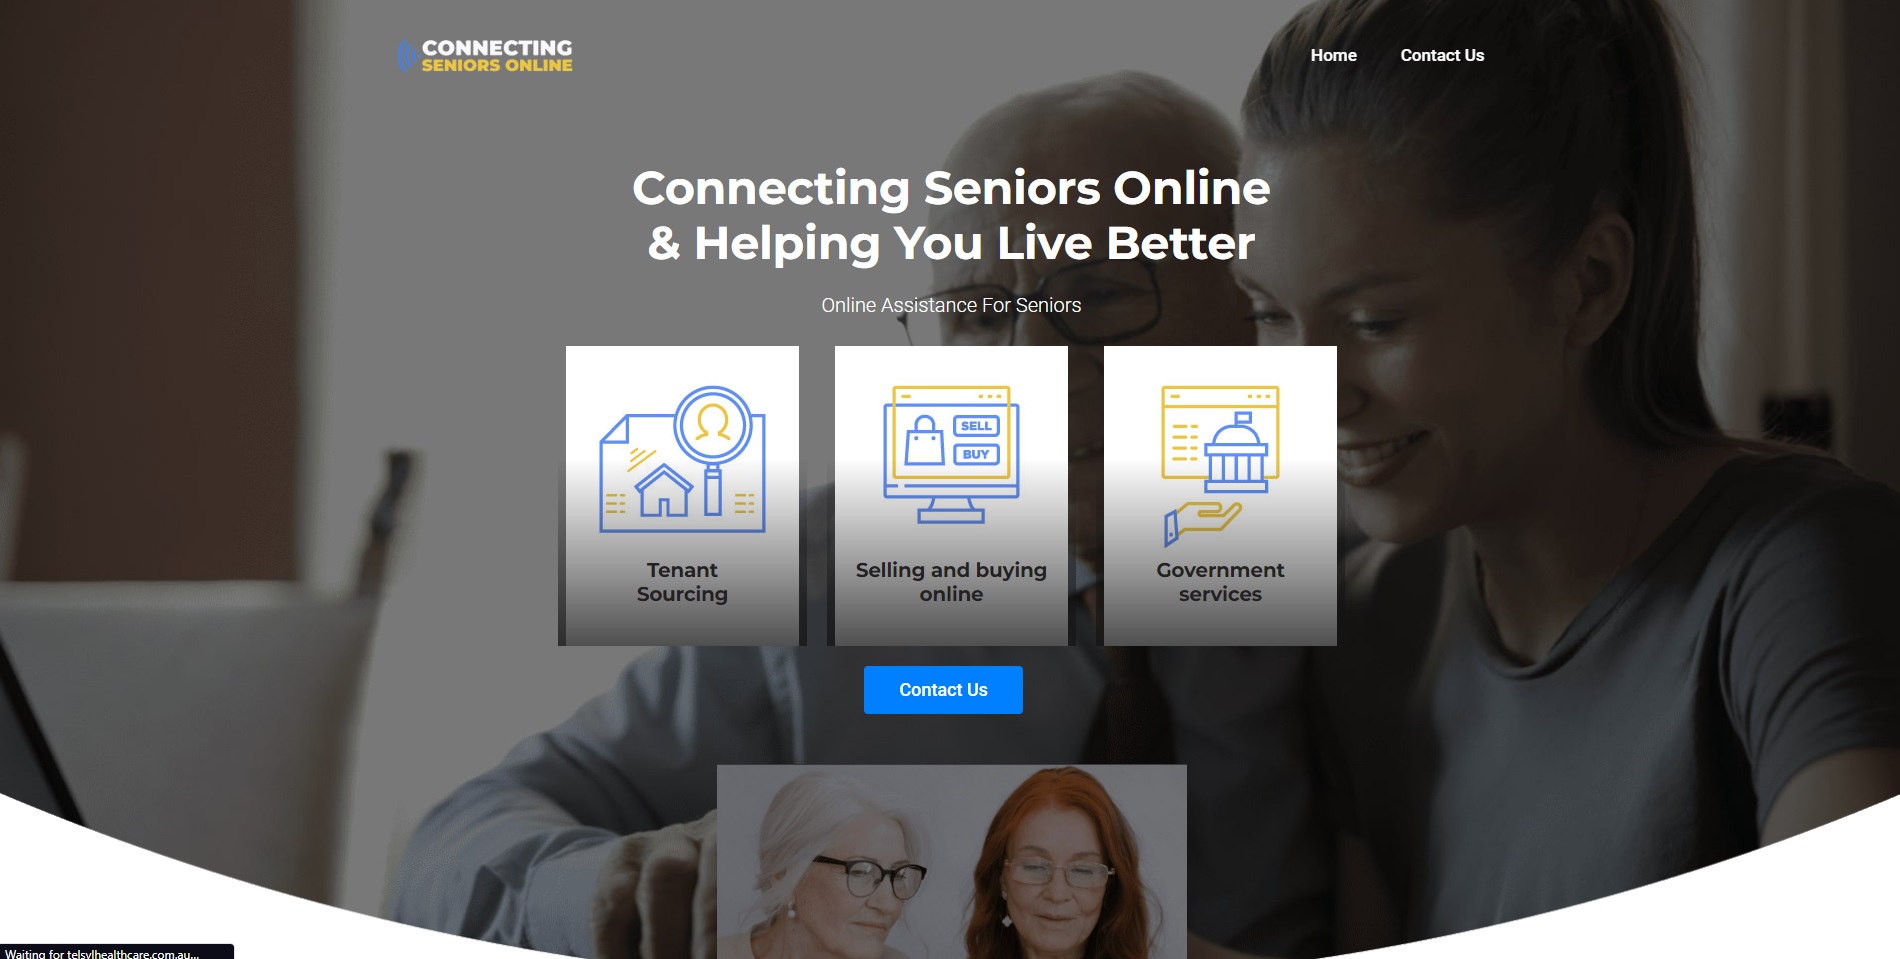 CONNECTING
SENIORS ONLINE
Home
Contact Us
Connecting Seniors Online
& Helping You Live Better
Online Assistance For Seniors
SELL
BUY
Tenant
Sourcing
Selling and buying
online
Government
services
Contact Us
Waiting for telsylhealthcare.com.au...